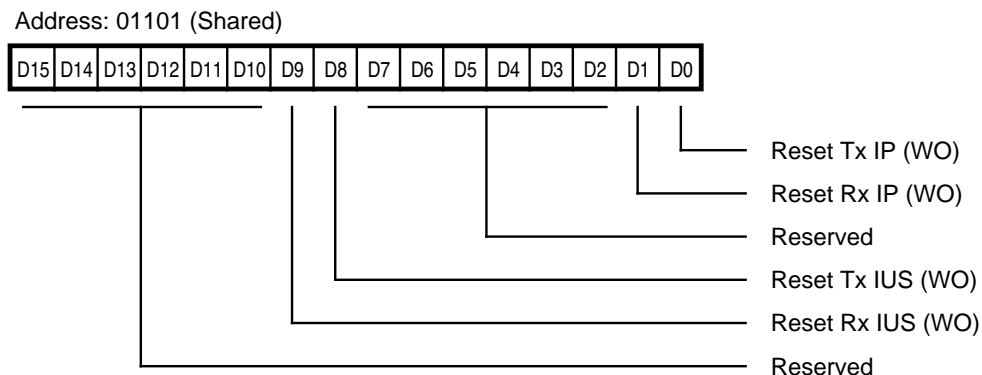 Address: 01101 (Shared)
D15 D14 D13 D12 D11 D10 D9 D8 D7 D6 D5 D4 D3 D2 D1 D0
Reset Tx IP (WO)
Reset Rx IP (WO)
Reserved
Reset Tx IUS (WO)
Reset Rx IUS (WO)
Reserved